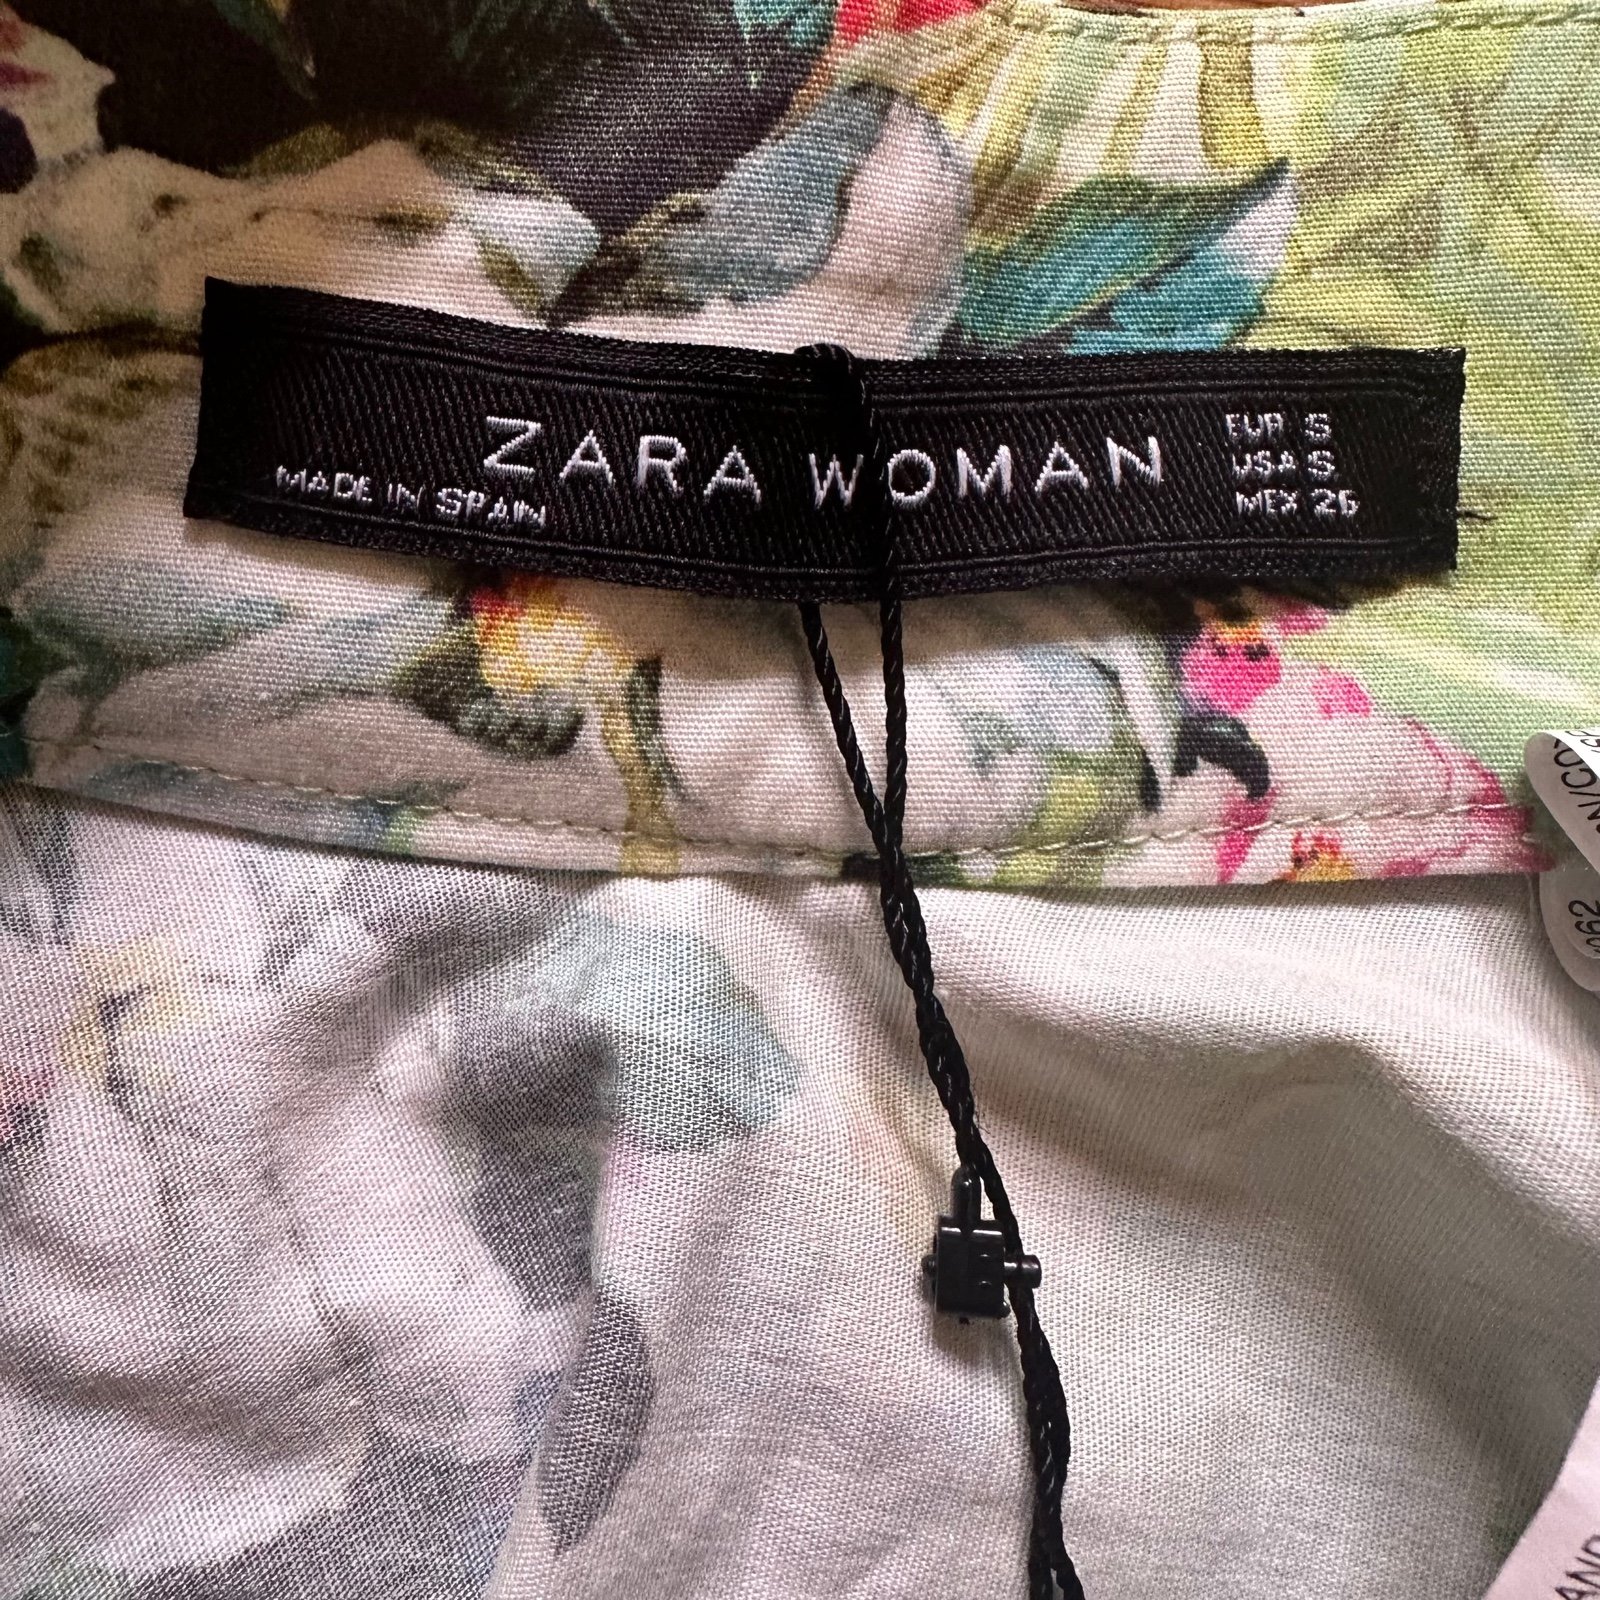 ZARA WOMAN
MADE IN SPAIN
EUR S
USA S
MEX 26